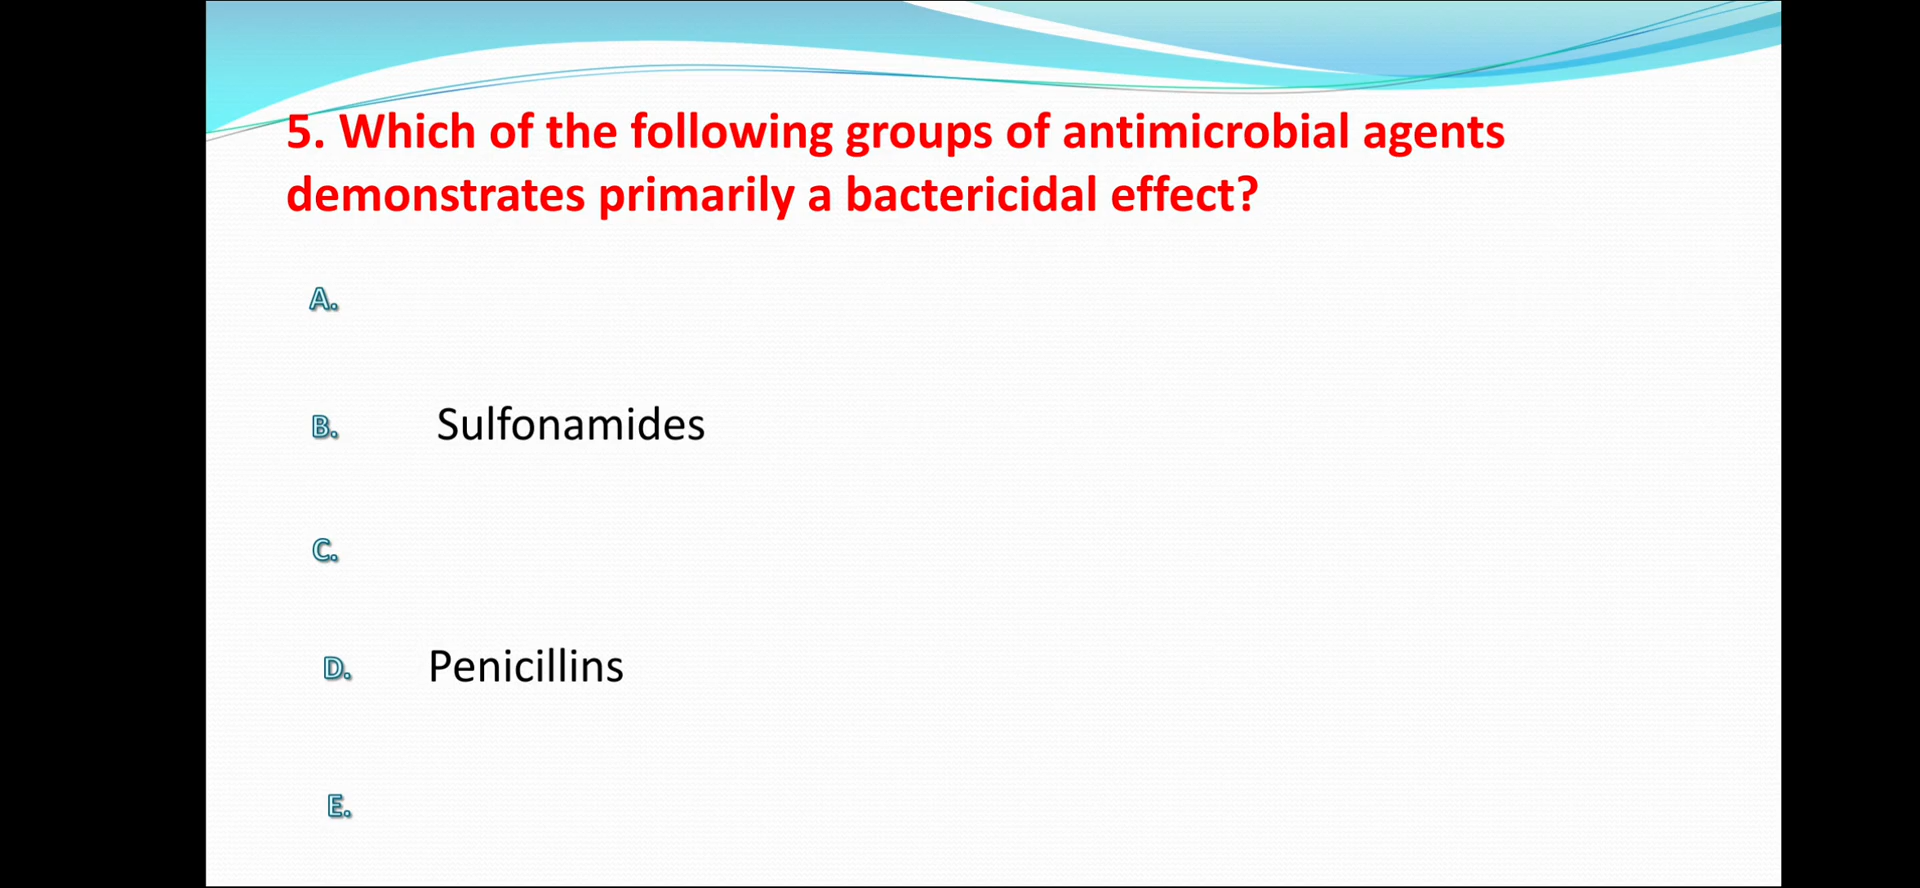 5. Which of the following groups of antimicrobial agents
demonstrates primarily a bactericidal effect?
A.
B. Sulfonamides
C.
D. Penicillins
E.